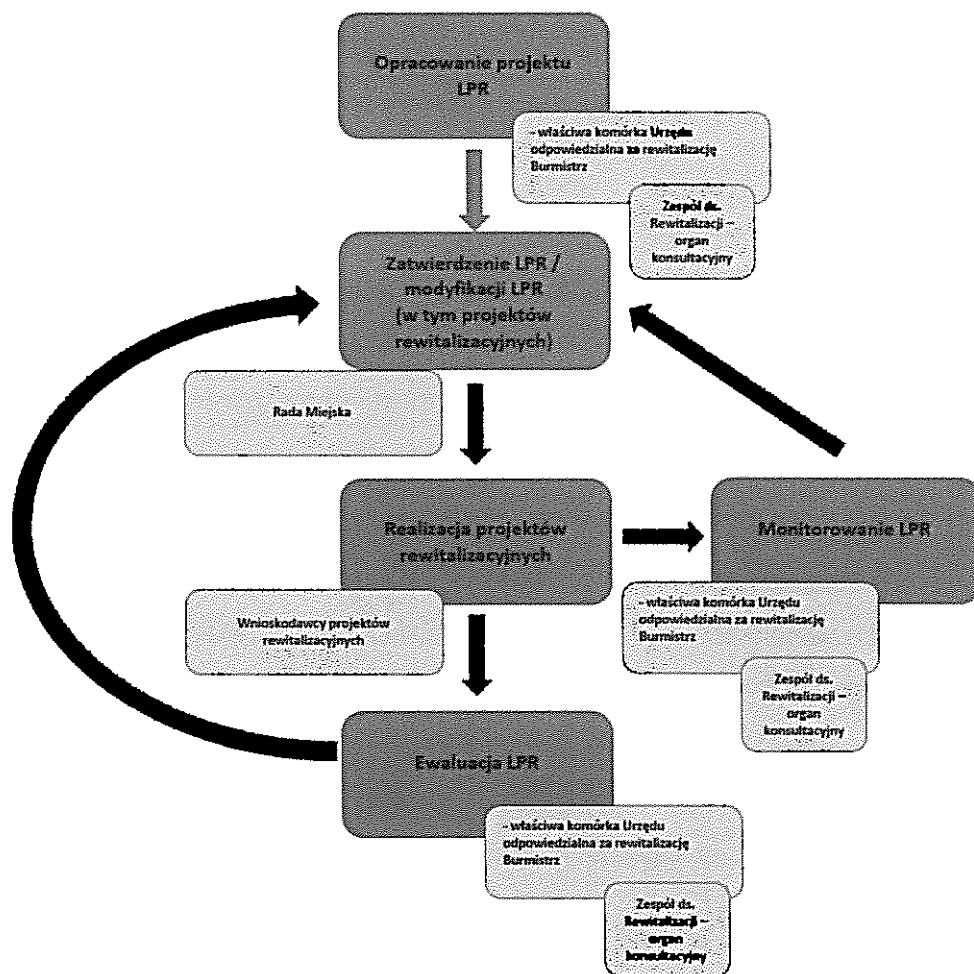 Opracowanie projektu
LPR
- właściwa komórka Urzędu
odpowiedzialna za rewitalizację
Burmistrz
Zespół ds.
Rewitalizacji –
organ
konsultacyjny
Zatwierdzenie LPR /
modyfikacji LPR
(w tym projektów
rewitalizacyjnych)
Rada Miejska
Realizacja projektów
rewitalizacyjnych
Wnioskodawcy projektów
rewitalizacyjnych
Monitorowanie LPR
- właściwa komórka Urzędu
odpowiedzialna za rewitalizację
Burmistrz
Zespół ds.
Rewitalizacji –
organ
konsultacyjny
Ewaluacja LPR
- właściwa komórka Urzędu
odpowiedzialna za rewitalizację
Burmistrz
Zespół ds.
Rewitalizacji –
organ
konsultacyjny